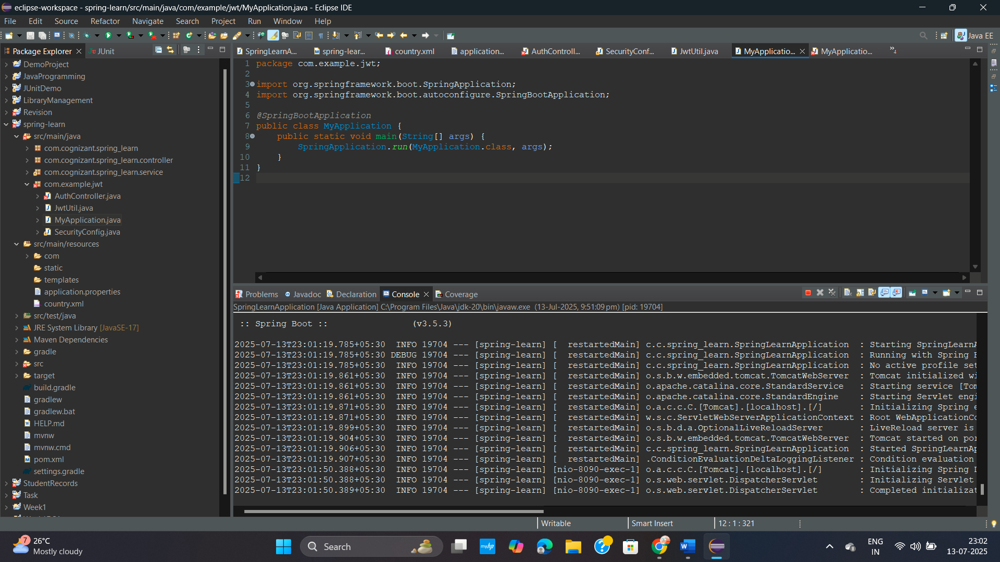 eclipse-workspace - spring-learn/src/main/java/com/example/jwt/MyApplication.java - Eclipse IDE
File Edit Source Refactor Navigate Search Project Run Window Help
Java EE
Package Explorer JUnit
DemoProject
JavaProgramming
JUnitDemo
LibraryManagement
Revision
spring-learn
src/main/java
com.cognizant.spring_learn
com.cognizant.spring_learn.controller
com.cognizant.spring_learn.service
com.example.jwt
AuthController.java
JwtUtil.java
MyApplication.java
SecurityConfig.java
src/main/resources
com
static
templates
application.properties
country.xml
src/test/java
JRE System Library [JavaSE-17]
Maven Dependencies
gradle
src
target
build.gradle
gradlew
gradlew.bat
HELP.md
mvnw
mvnw.cmd
pom.xml
settings.gradle
StudentRecords
Task
Week1
SpringLearnA... spring-lear... country.xml application... AuthControll... SecurityConf... JwtUtil.java MyApplicatio... MyApplicatio... »4
1 package com.example.jwt;
2
3 import org.springframework.boot.SpringApplication;
4 import org.springframework.boot.autoconfigure.SpringBootApplication;
5
6 @SpringBootApplication
7 public class MyApplication {
8 public static void main(String[] args) {
9 SpringApplication.run(MyApplication.class, args);
10 }
11 }
12
Problems Javadoc Declaration Console Coverage
SpringLearnApplication [Java Application] C:\Program Files\Java\jdk-20\bin\javaw.exe (13-Jul-2025, 9:51:09 pm) [pid: 19704]
:: Spring Boot :: (v3.5.3)
2025-07-13T23:01:19.785+05:30 INFO 19704 --- [spring-learn] [ restartedMain] c.c.spring_learn.SpringLearnApplication : Starting SpringLearnA
2025-07-13T23:01:19.785+05:30 DEBUG 19704 --- [spring-learn] [ restartedMain] c.c.spring_learn.SpringLearnApplication : Running with Spring
2025-07-13T23:01:19.785+05:30 INFO 19704 --- [spring-learn] [ restartedMain] c.c.spring_learn.SpringLearnApplication : No active profile set
2025-07-13T23:01:19.861+05:30 INFO 19704 --- [spring-learn] [ restartedMain] o.s.b.w.embedded.tomcat.TomcatWebServer : Tomcat initialized wi
2025-07-13T23:01:19.861+05:30 INFO 19704 --- [spring-learn] [ restartedMain] o.apache.catalina.core.StandardService : Starting service [Tom
2025-07-13T23:01:19.861+05:30 INFO 19704 --- [spring-learn] [ restartedMain] o.apache.catalina.core.StandardEngine : Starting Servlet engi
2025-07-13T23:01:19.871+05:30 INFO 19704 --- [spring-learn] [ restartedMain] o.a.c.c.C.[Tomcat].[localhost].[/] : Initializing Spring e
2025-07-13T23:01:19.871+05:30 INFO 19704 --- [spring-learn] [ restartedMain] w.s.c.ServletWebServerApplicationContext : Root WebApplicationCo
2025-07-13T23:01:19.899+05:30 INFO 19704 --- [spring-learn] [ restartedMain] o.s.b.d.a.OptionalLiveReloadServer : LiveReload server is
2025-07-13T23:01:19.904+05:30 INFO 19704 --- [spring-learn] [ restartedMain] o.s.b.w.embedded.tomcat.TomcatWebServer : Tomcat started on por
2025-07-13T23:01:19.906+05:30 INFO 19704 --- [spring-learn] [ restartedMain] c.c.spring_learn.SpringLearnApplication : Started SpringLearnAp
2025-07-13T23:01:19.907+05:30 INFO 19704 --- [spring-learn] [ restartedMain] .ConditionEvaluationDeltaLoggingListener : Condition evaluation
2025-07-13T23:01:50.388+05:30 INFO 19704 --- [spring-learn] [nio-8090-exec-1] o.a.c.c.C.[Tomcat].[localhost].[/] : Initializing Spring D
2025-07-13T23:01:50.388+05:30 INFO 19704 --- [spring-learn] [nio-8090-exec-1] o.s.web.servlet.DispatcherServlet : Initializing Servlet
2025-07-13T23:01:50.389+05:30 INFO 19704 --- [spring-learn] [nio-8090-exec-1] o.s.web.servlet.DispatcherServlet : Completed initializat
Writable Smart Insert 12 : 1 : 321
7 26°C
Mostly cloudy
Search
myhp
ENG
IN
23:02
13-07-2025